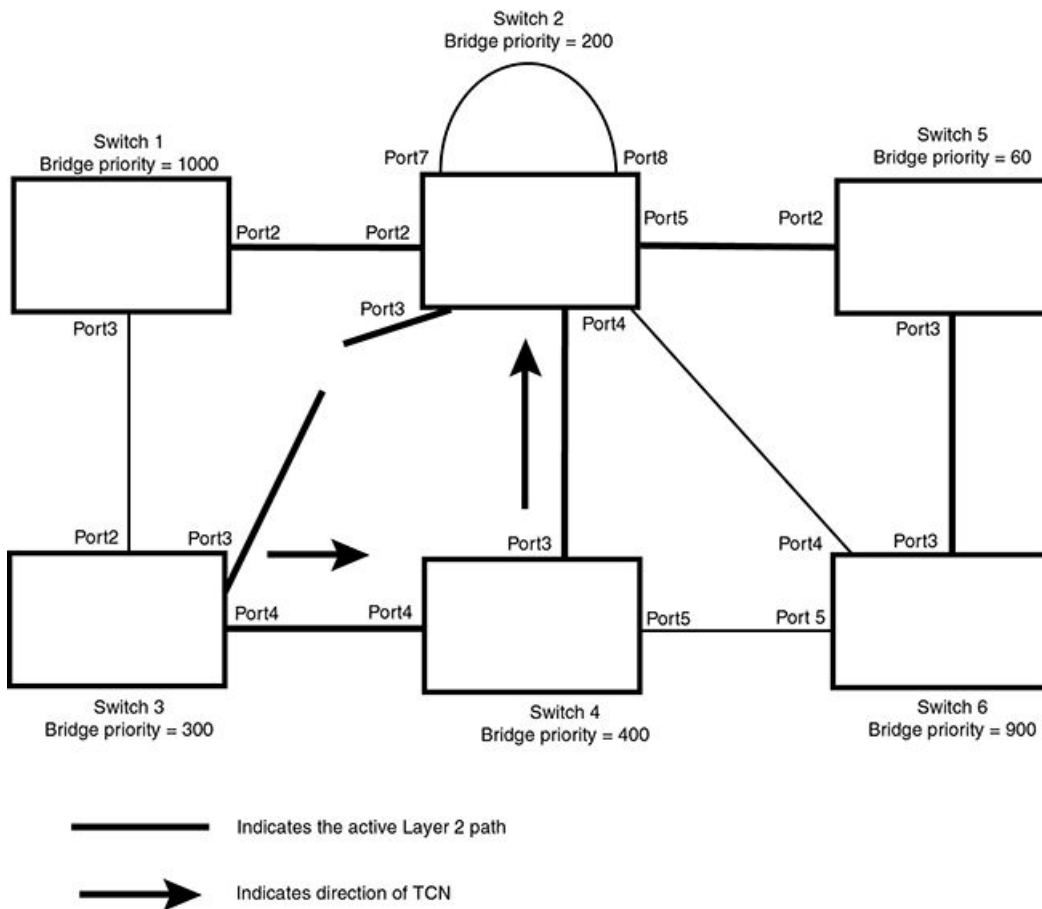 Switch 2
Bridge priority = 200
Switch 1
Bridge priority = 1000
Switch 5
Bridge priority = 60
Port7
Port8
Port2
Port2
Port5
Port2
Port3
Port3
Port4
Port3
Port2
Port3
Port3
Port4
Port3
Port4
Port4
Port5
Port 5
Switch 3
Bridge priority = 300
Switch 4
Bridge priority = 400
Switch 6
Bridge priority = 900
Indicates the active Layer 2 path
Indicates direction of TCN